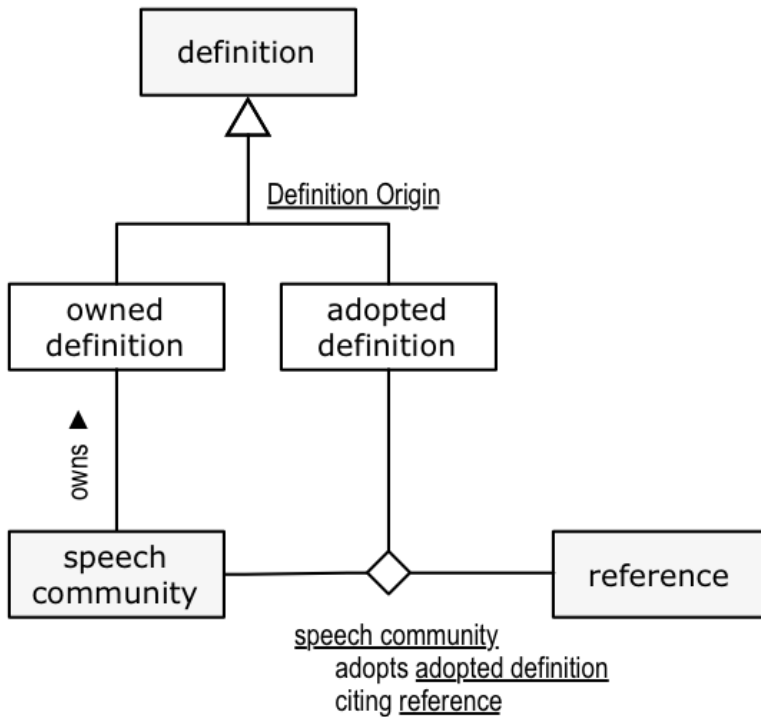 definition
Definition Origin
owned
definition
adopted
definition
owns ▲
speech
community
reference
speech community
adopts adopted definition
citing reference